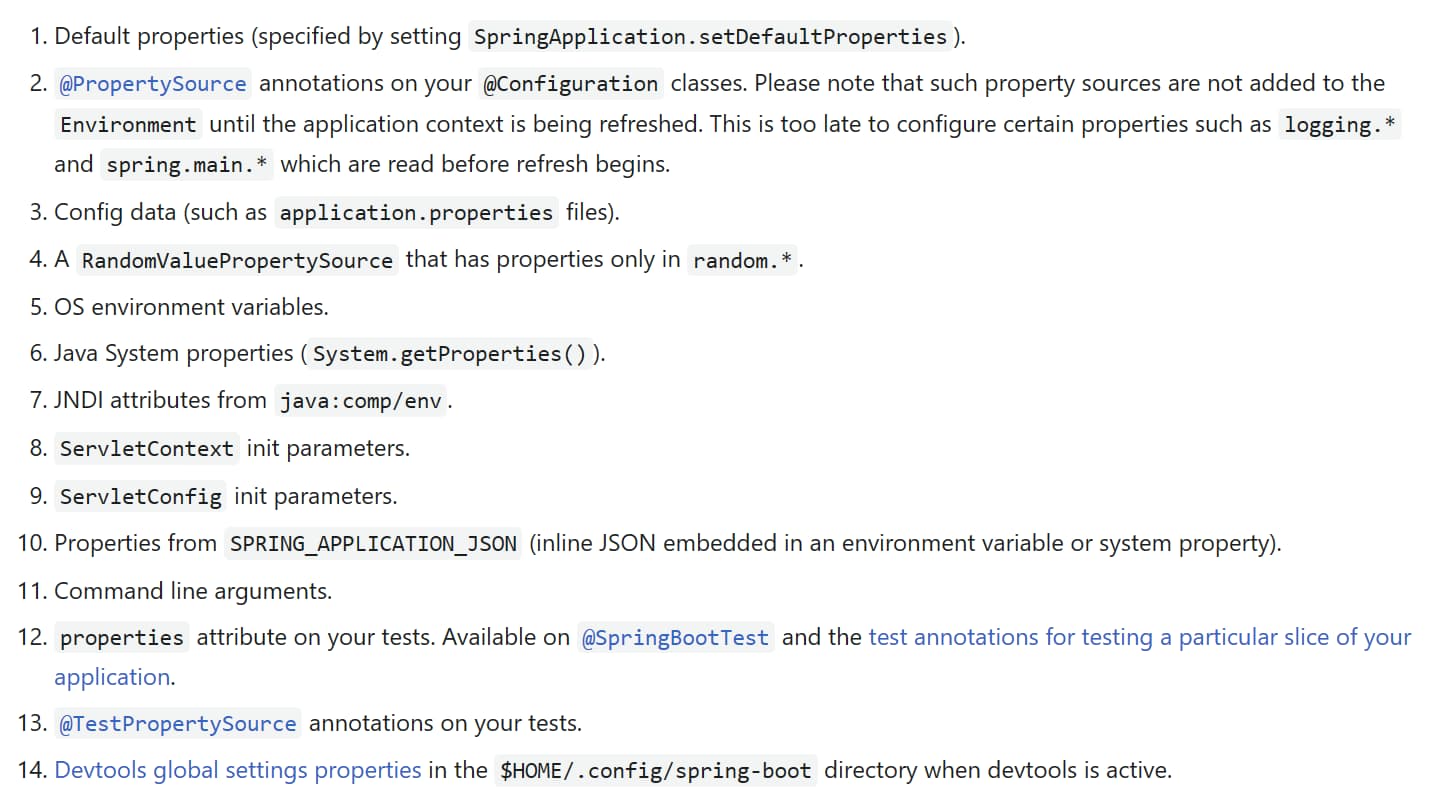 1. Default properties (specified by setting SpringApplication.setDefaultProperties).
2. @PropertySource annotations on your @Configuration classes. Please note that such property sources are not added to the
Environment until the application context is being refreshed. This is too late to configure certain properties such as logging.*
and spring.main.* which are read before refresh begins.
3. Config data (such as application.properties files).
4. A RandomValuePropertySource that has properties only in random.*.
5. OS environment variables.
6. Java System properties (System.getProperties()).
7. JNDI attributes from java:comp/env.
8. ServletContext init parameters.
9. ServletConfig init parameters.
10. Properties from SPRING_APPLICATION_JSON (inline JSON embedded in an environment variable or system property).
11. Command line arguments.
12. properties attribute on your tests. Available on @SpringBootTest and the test annotations for testing a particular slice of your
application.
13. @TestPropertySource annotations on your tests.
14. Devtools global settings properties in the $HOME/.config/spring-boot directory when devtools is active.